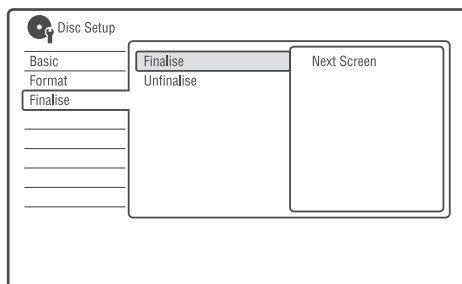 Disc Setup
Basic
Format
Finalise
Finalise
Unfinalise
Next Screen